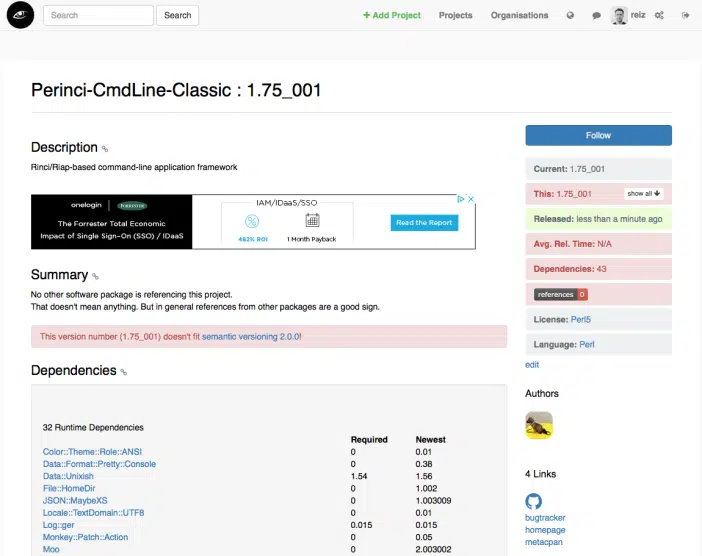 Search
Search
+ Add Project
Projects
Organisations
reiz
Perinci-CmdLine-Classic : 1.75_001
Description
Rinci/Riap-based command-line application framework
onelogin
The Forrester Total Economic
Impact of Single Sign-On (SSO) / IDaaS
IAM/IDaaS/SSO
482% ROI
1 Month Payback
Read the Report
Summary
No other software package is referencing this project.
That doesn't mean anything. But in general references from other packages are a good sign.
This version number (1.75_001) doesn't fit semantic versioning 2.0.0!
Dependencies
32 Runtime Dependencies
Required Newest
Color::Theme::Role::ANSI 0 0.01
Data::Format::Pretty::Console 0 0.38
Data::Unixish 1.54 1.56
File::HomeDir 0 1.002
JSON::MaybeXS 0 1.003009
Locale::TextDomain::UTF8 0 0.01
Log::ger 0.015 0.015
Monkey::Patch::Action 0 0.05
Moo 0 2.003002
Follow
Current: 1.75_001
This: 1.75_001 show all
Released: less than a minute ago
Avg. Rel. Time: N/A
Dependencies: 43
references 0
License: Perl5
Language: Perl
edit
Authors
4 Links
bugtracker
homepage
metacpan